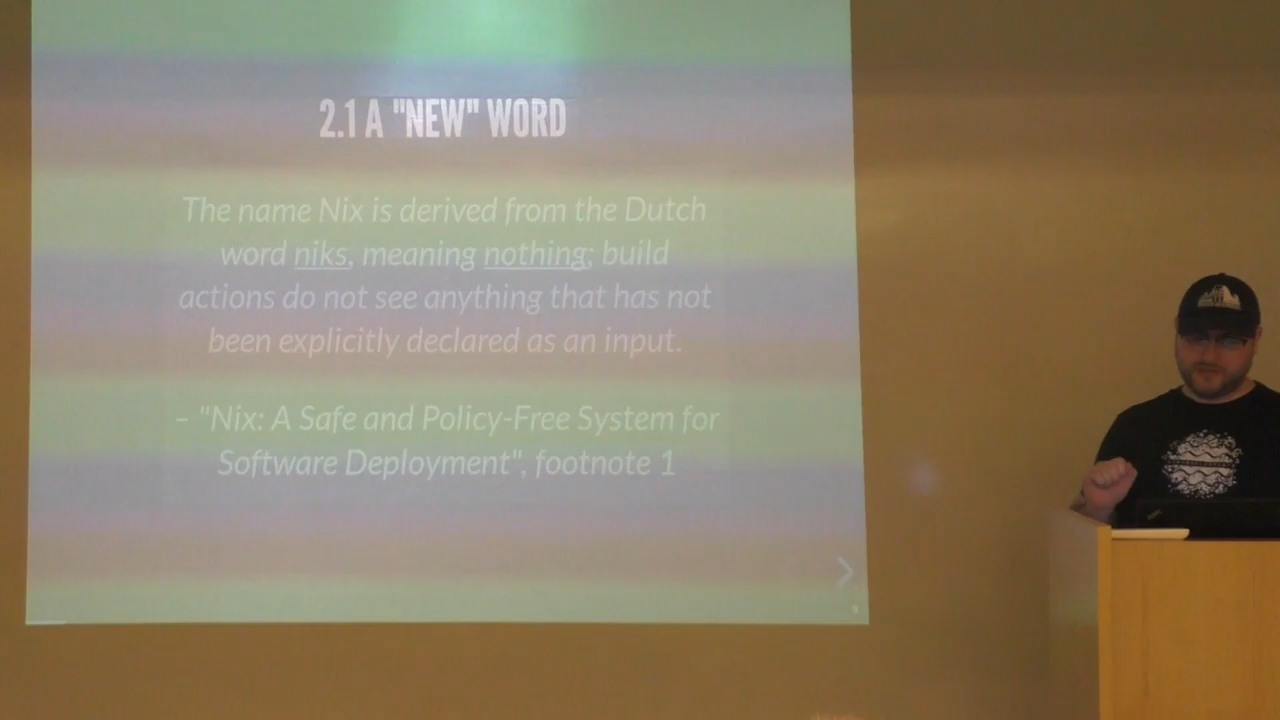 2.1 A "NEW" WORD
The name Nix is derived from the Dutch
word niks, meaning nothing; build
actions do not see anything that has not
been explicitly declared as an input.
– "Nix: A Safe and Policy-Free System for
Software Deployment", footnote 1